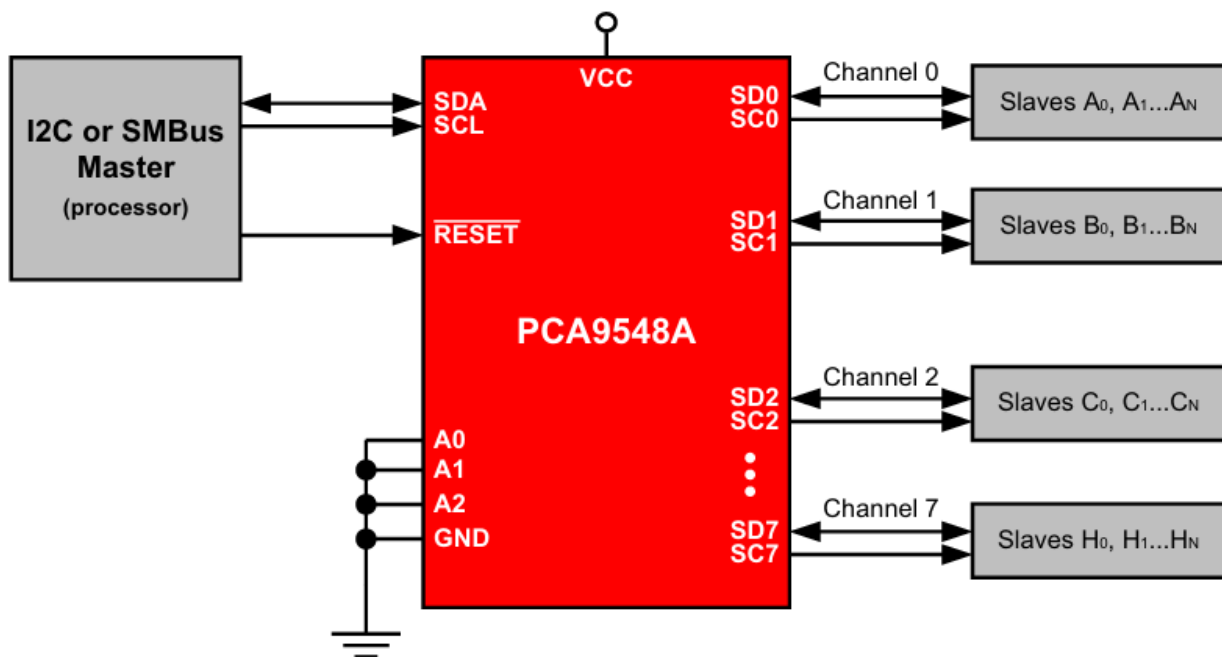 I2C or SMBus
Master
(processor)
VCC
SDA
SCL
RESET
PCA9548A
A0
A1
A2
GND
SD0
SC0
SD1
SC1
SD2
SC2
SD7
SC7
Channel 0
Channel 1
Channel 2
Channel 7
Slaves A0, A1...AN
Slaves B0, B1...BN
Slaves C0, C1...CN
Slaves H0, H1...HN